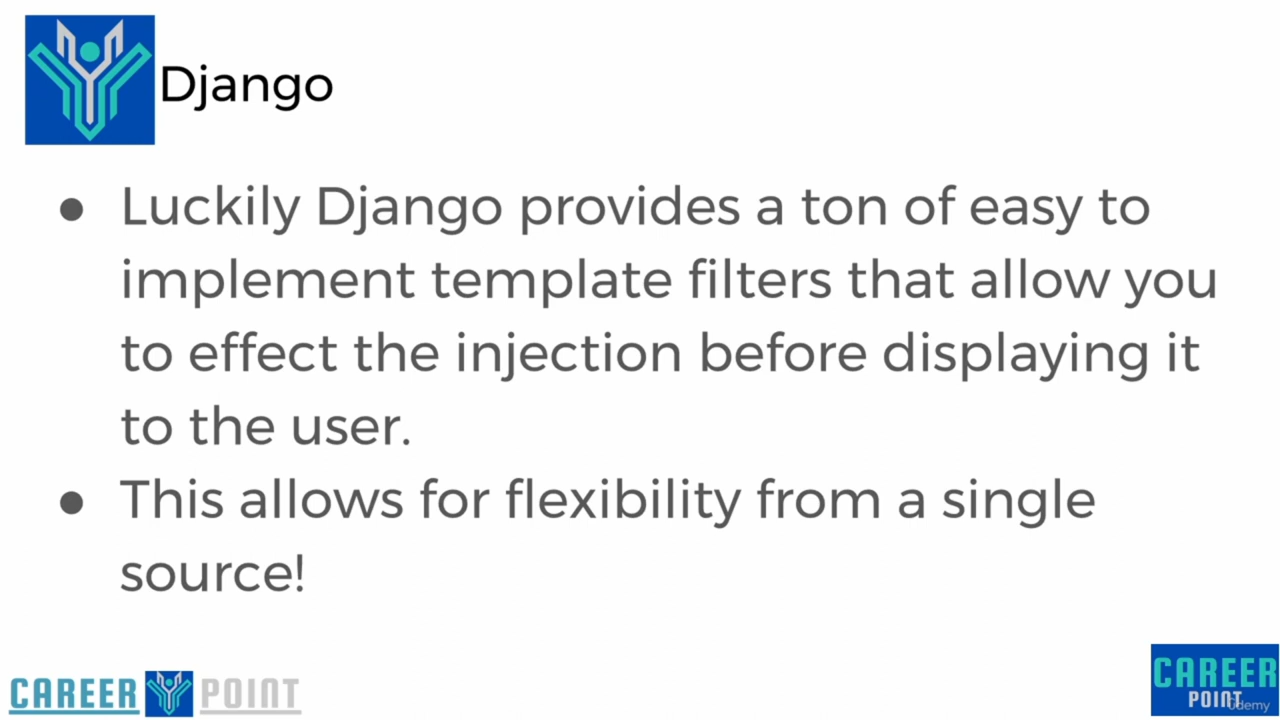 Django
● Luckily Django provides a ton of easy to
implement template filters that allow you
to effect the injection before displaying it
to the user.
● This allows for flexibility from a single
source!
CAREER POINT
CAREER
POINT
Udemy